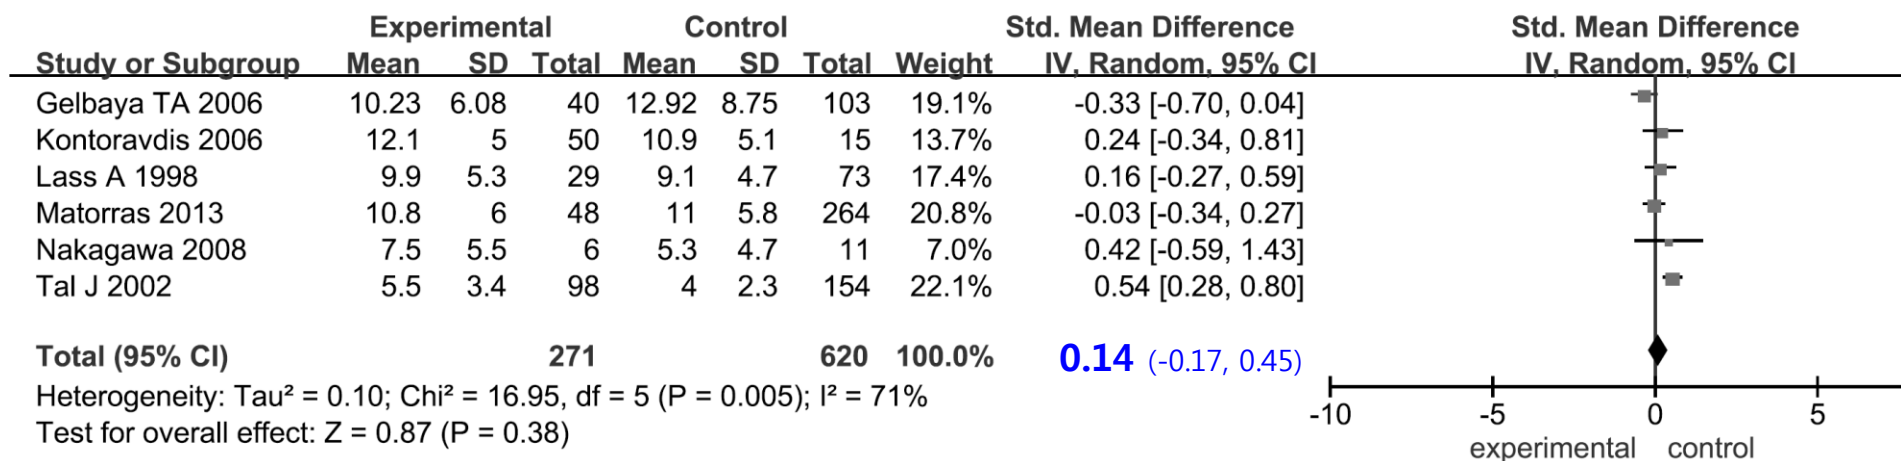 Experimental Control Std. Mean Difference Std. Mean Difference
Study or Subgroup Mean SD Total Mean SD Total Weight IV, Random, 95% CI IV, Random, 95% CI
Gelbaya TA 2006 10.23 6.08 40 12.92 8.75 103 19.1% -0.33 [-0.70, 0.04]
Kontoravdis 2006 12.1 5 50 10.9 5.1 15 13.7% 0.24 [-0.34, 0.81]
Lass A 1998 9.9 5.3 29 9.1 4.7 73 17.4% 0.16 [-0.27, 0.59]
Matorras 2013 10.8 6 48 11 5.8 264 20.8% -0.03 [-0.34, 0.27]
Nakagawa 2008 7.5 5.5 6 5.3 4.7 11 7.0% 0.42 [-0.59, 1.43]
Tal J 2002 5.5 3.4 98 4 2.3 154 22.1% 0.54 [0.28, 0.80]
Total (95% CI) 271 620 100.0% 0.14 (-0.17, 0.45)
Heterogeneity: Tau² = 0.10; Chi² = 16.95, df = 5 (P = 0.005); I² = 71%
Test for overall effect: Z = 0.87 (P = 0.38)
-10 -5 0 5
experimental control